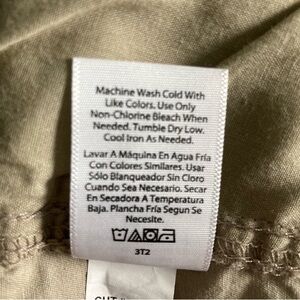 Machine Wash Cold With
Like Colors. Use Only
Non-Chlorine Bleach When
Needed. Tumble Dry Low.
Cool Iron As Needed.
Lavar A Máquina En Agua Fría
Con Colores Similares. Usar
Sólo Blanqueador Sin Cloro
Cuando Sea Necesario. Secar
En Secadora A Temperatura
Baja. Plancha Fría Segun Se
Necesite.
3T2